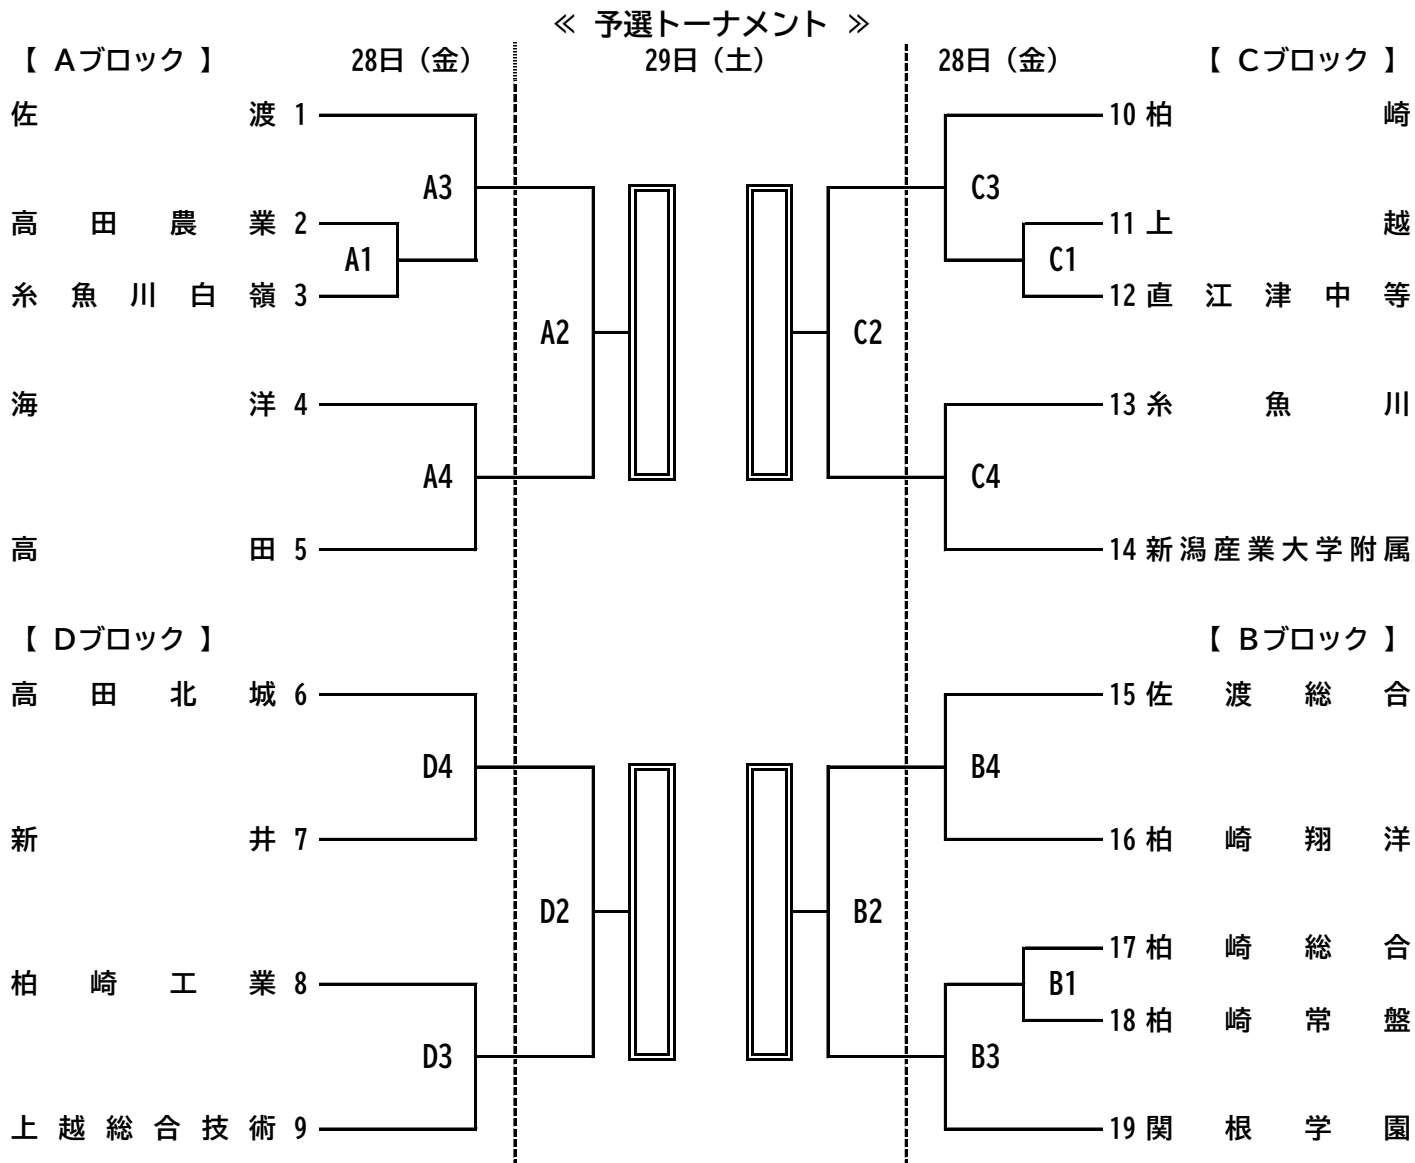 ≪ 予選トーナメント ≫
【 Aブロック 】 28日（金） 29日（土） 28日（金） 【 Cブロック 】
佐渡 1 10 柏崎
A3 C3
高田農業 2 11 上越
A1 C1
糸魚川白嶺 3 12 直江津中等
A2 C2
海洋 4 13 糸魚川
A4 C4
高田 5 14 新潟産業大学附属
【 Dブロック 】 【 Bブロック 】
高田北城 6 15 佐渡総合
D4 B4
新井 7 16 柏崎翔洋
D2 B2
17 柏崎総合
柏崎工業 8 B1
18 柏崎常盤
D3 B3
上越総合技術 9 19 関根学園